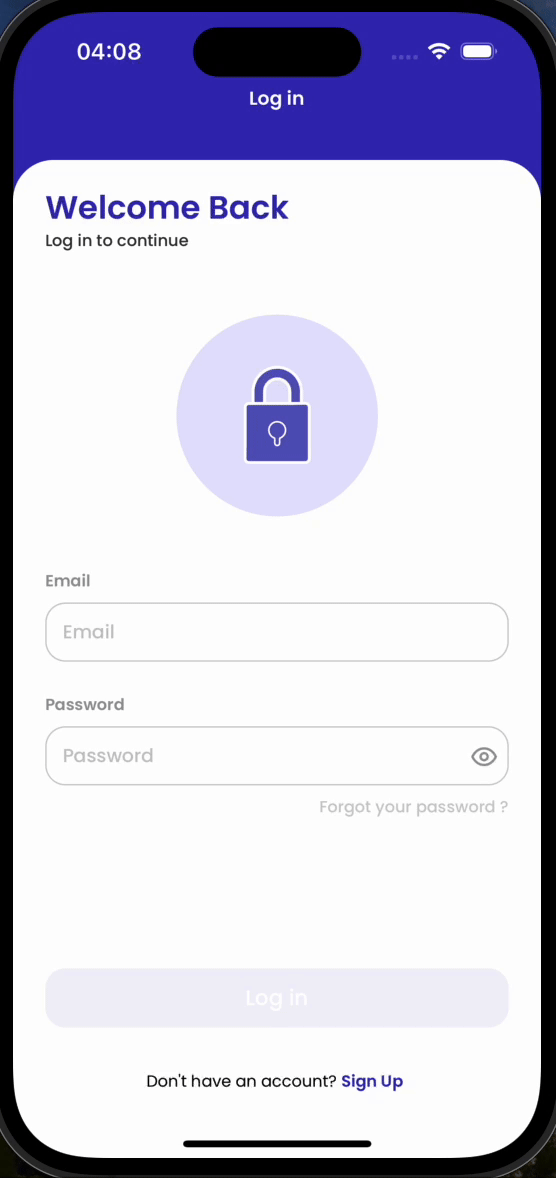 04:08
Log in
Welcome Back
Log in to continue
Email
Email
Password
Password
Forgot your password ?
Log in
Don't have an account? Sign Up